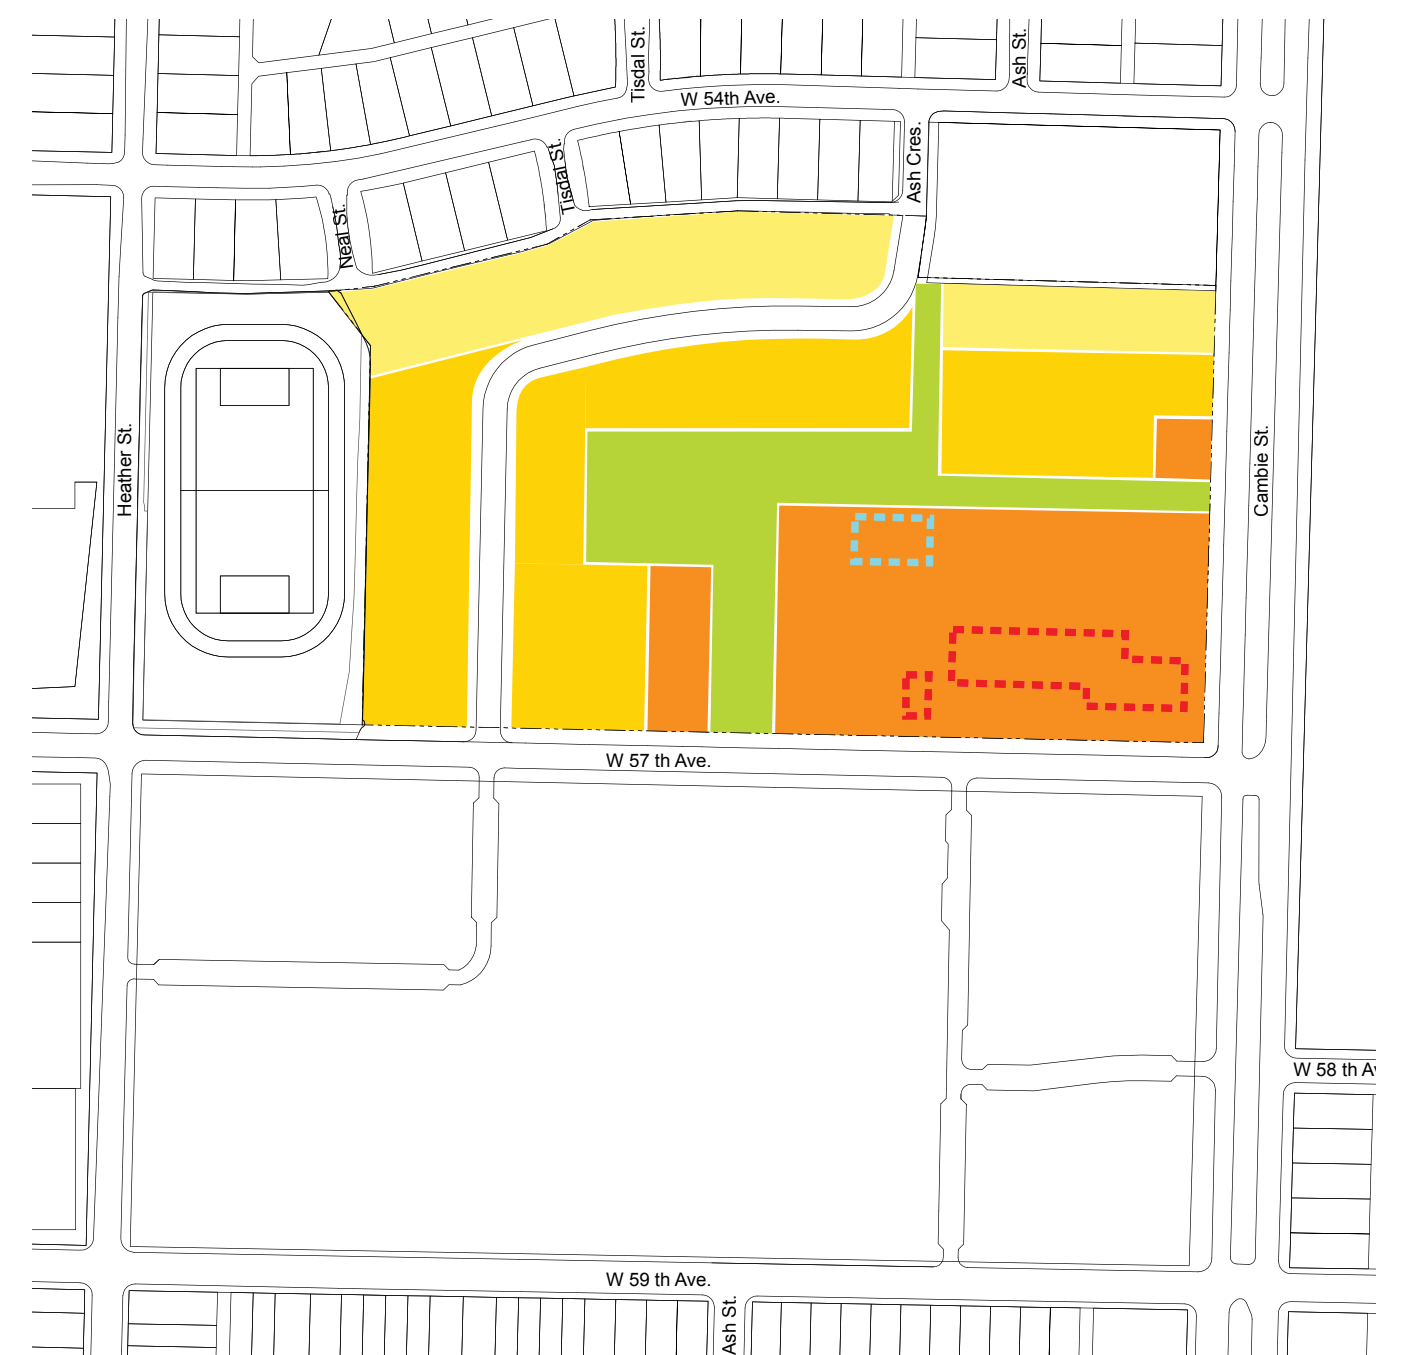 Tisdal St.
Ash St.
W 54th Ave.
Ash Cres.
Tisdal St.
Neal St.
Heather St.
Cambie St.
W 57 th Ave.
W 58 th Av
W 59 th Ave.
Ash St.